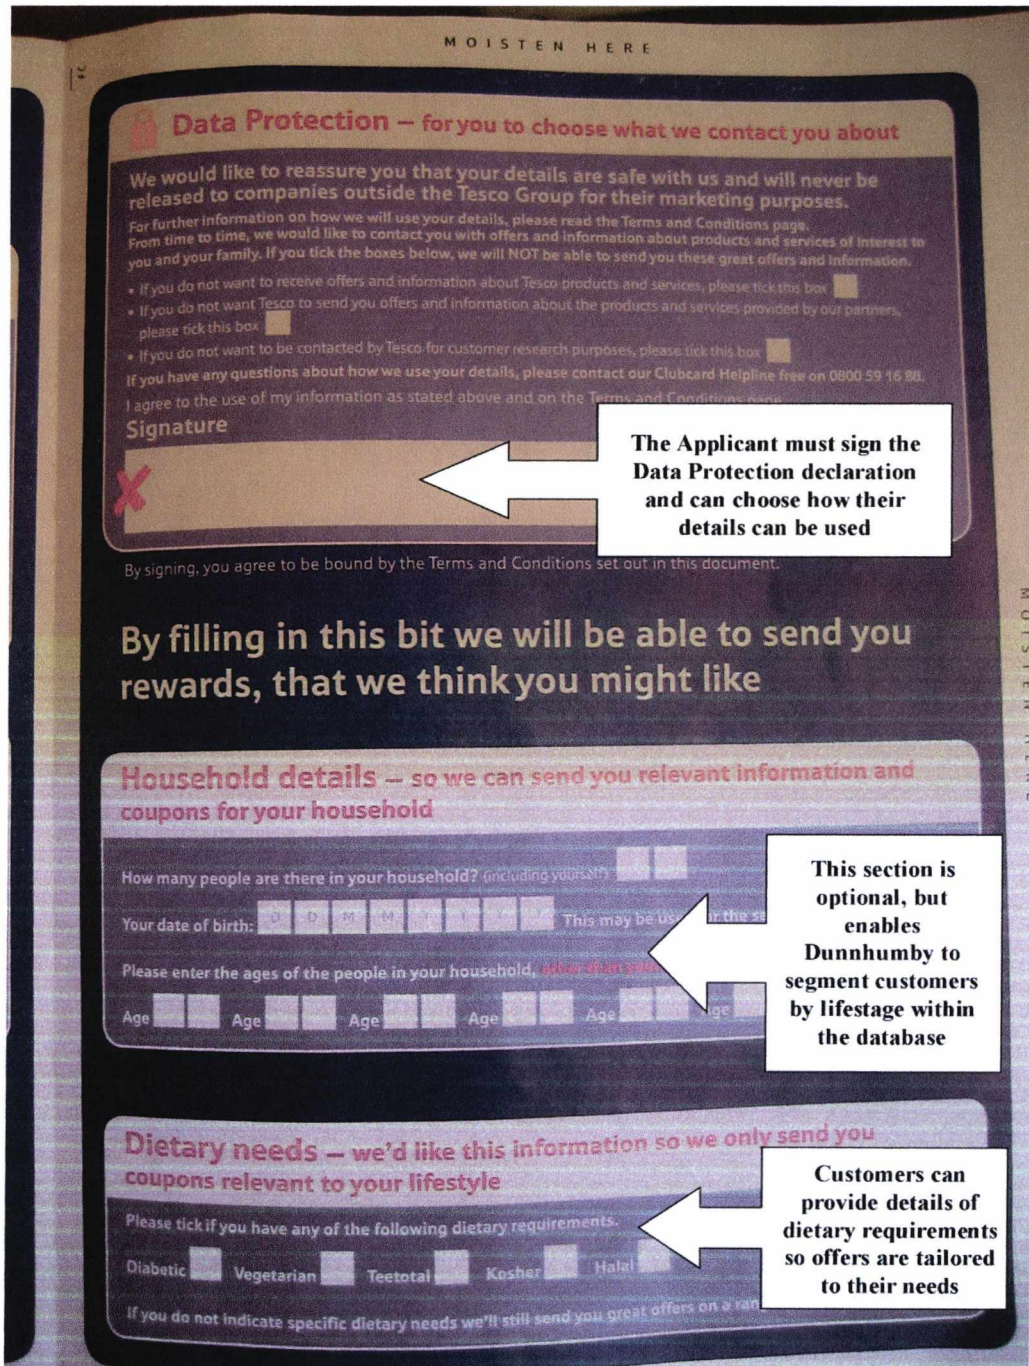 MOISTEN HERE
Data Protection – for you to choose what we contact you about
We would like to reassure you that your details are safe with us and will never be
released to companies outside the Tesco Group for their marketing purposes.
For further information on how we will use your details, please read the Terms and Conditions page.
From time to time, we would like to contact you with offers and information about products and services of interest to
you and your family. If you tick the boxes below, we will NOT be able to send you these great offers and information.
• If you do not want to receive offers and information about Tesco products and services, please tick this box
• If you do not want Tesco to send you offers and information about the products and services provided by our partners,
please tick this box
• If you do not want to be contacted by Tesco for customer research purposes, please tick this box
If you have any questions about how we use your details, please contact our Clubcard Helpline free on 0800 59 16 88.
I agree to the use of my information as stated above and on the Terms and Conditions page
Signature
The Applicant must sign the
Data Protection declaration
and can choose how their
details can be used
By signing, you agree to be bound by the Terms and Conditions set out in this document.
MOISTEN HERE
By filling in this bit we will be able to send you
rewards, that we think you might like
Household details – so we can send you relevant information and
coupons for your household
How many people are there in your household? (including yourself)
Your date of birth: D D M M Y Y Y Y This may be used for the
Please enter the ages of the people in your household, other than
Age Age Age Age Age Age
This section is
optional, but
enables
Dunnhumby to
segment customers
by lifestage within
the database
Dietary needs – we'd like this information so we only send you
coupons relevant to your lifestyle
Please tick if you have any of the following dietary requirements.
Diabetic Vegetarian Teetotal Kosher Halal
If you do not indicate specific dietary needs we'll still send you great offers on a
Customers can
provide details of
dietary requirements
so offers are tailored
to their needs